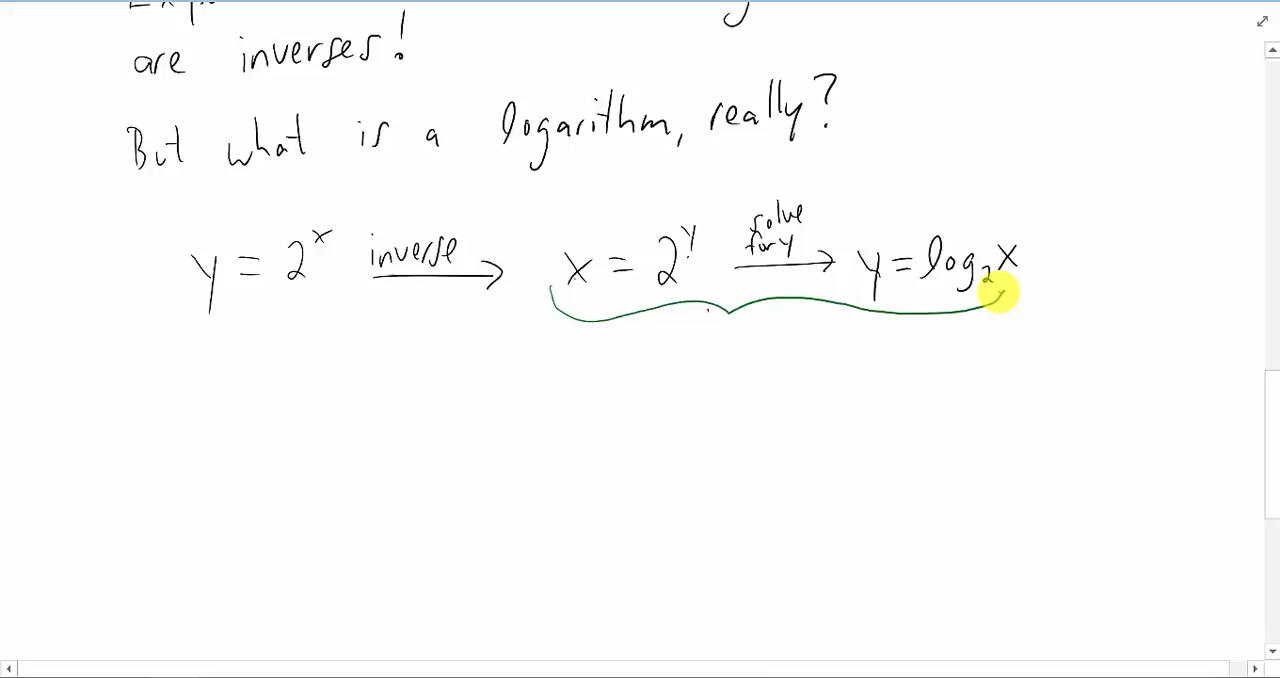 are inverses!
But what is a logarithm, really?
y = 2^x inverse → x = 2^y solve for y → y = log₂x